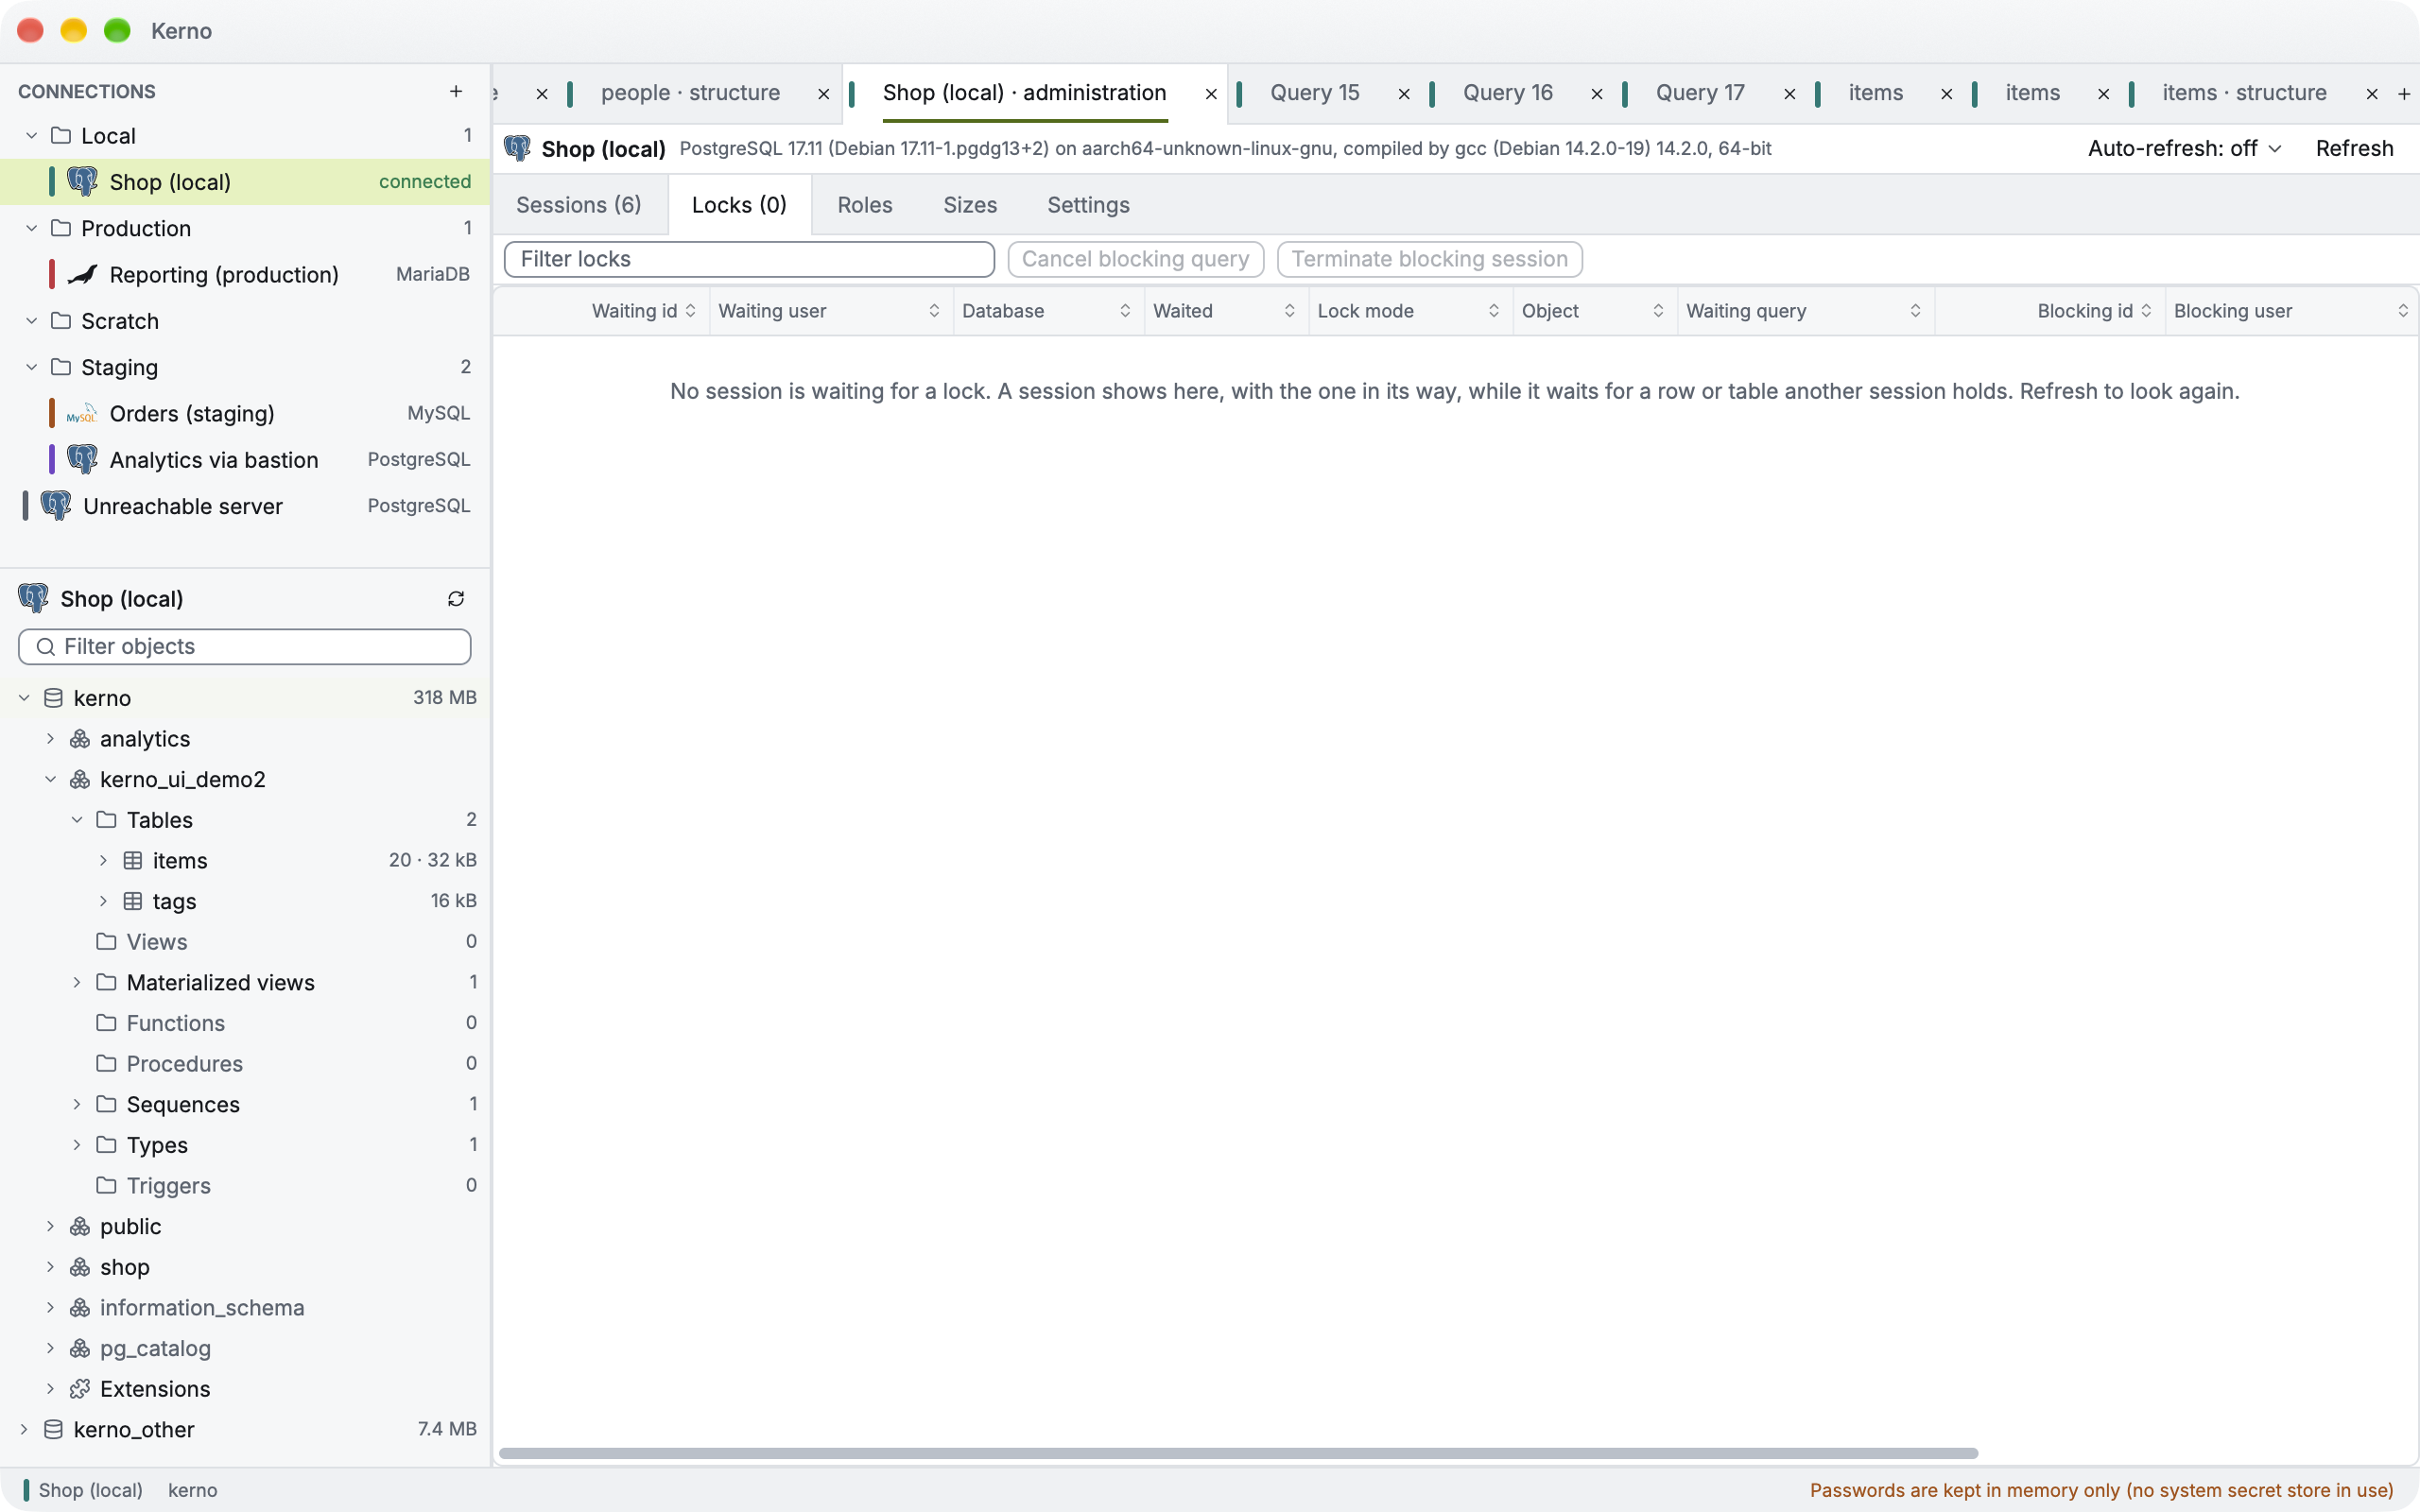 Kerno
CONNECTIONS
Local 1
Shop (local) connected
Production 1
Reporting (production) MariaDB
Scratch
Staging 2
MySQL Orders (staging) MySQL
Analytics via bastion PostgreSQL
Unreachable server PostgreSQL
Shop (local)
Filter objects
kerno 318 MB
analytics
kerno_ui_demo2
Tables 2
items 20 · 32 kB
tags 16 kB
Views 0
Materialized views 1
Functions 0
Procedures 0
Sequences 1
Types 1
Triggers 0
public
shop
information_schema
pg_catalog
Extensions
kerno_other 7.4 MB
people · structure Shop (local) · administration Query 15 Query 16 Query 17 items items items · structure
Shop (local) PostgreSQL 17.11 (Debian 17.11-1.pgdg13+2) on aarch64-unknown-linux-gnu, compiled by gcc (Debian 14.2.0-19) 14.2.0, 64-bit Auto-refresh: off Refresh
Sessions (6) Locks (0) Roles Sizes Settings
Filter locks Cancel blocking query Terminate blocking session
Waiting id Waiting user Database Waited Lock mode Object Waiting query Blocking id Blocking user
No session is waiting for a lock. A session shows here, with the one in its way, while it waits for a row or table another session holds. Refresh to look again.
Shop (local) kerno Passwords are kept in memory only (no system secret store in use)